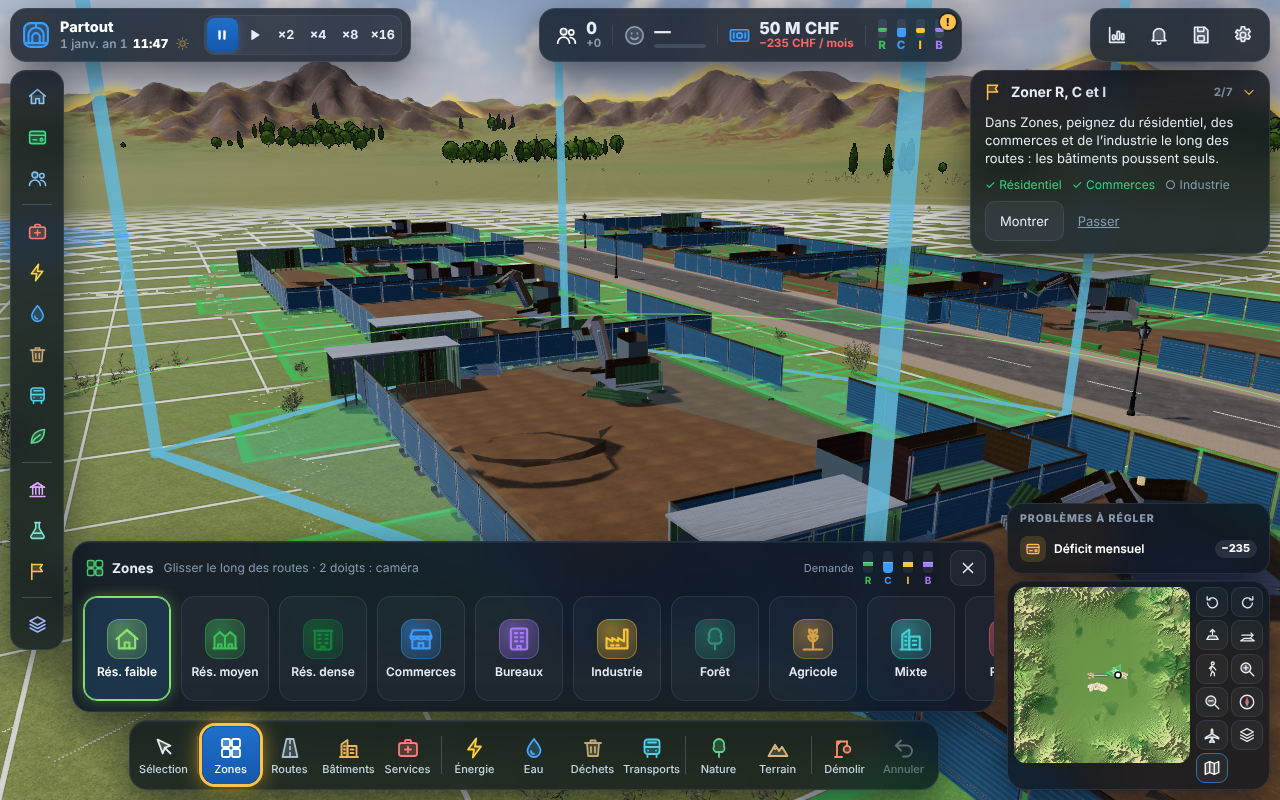 Partout
1 janv. an 1 11:47
×2 ×4 ×8 ×16
0
+0
—
50 M CHF
−235 CHF / mois
R C I B
!
Zoner R, C et I 2/7
Dans Zones, peignez du résidentiel, des
commerces et de l’industrie le long des
routes : les bâtiments poussent seuls.
Résidentiel Commerces Industrie
Montrer Passer
PROBLÈMES À RÉGLER
Déficit mensuel −235
Zones Glisser le long des routes · 2 doigts : caméra Demande
R C I B
Rés. faible Rés. moyen Rés. dense Commerces Bureaux Industrie Forêt Agricole Mixte
Sélection Zones Routes Bâtiments Services Énergie Eau Déchets Transports Nature Terrain Démolir Annuler